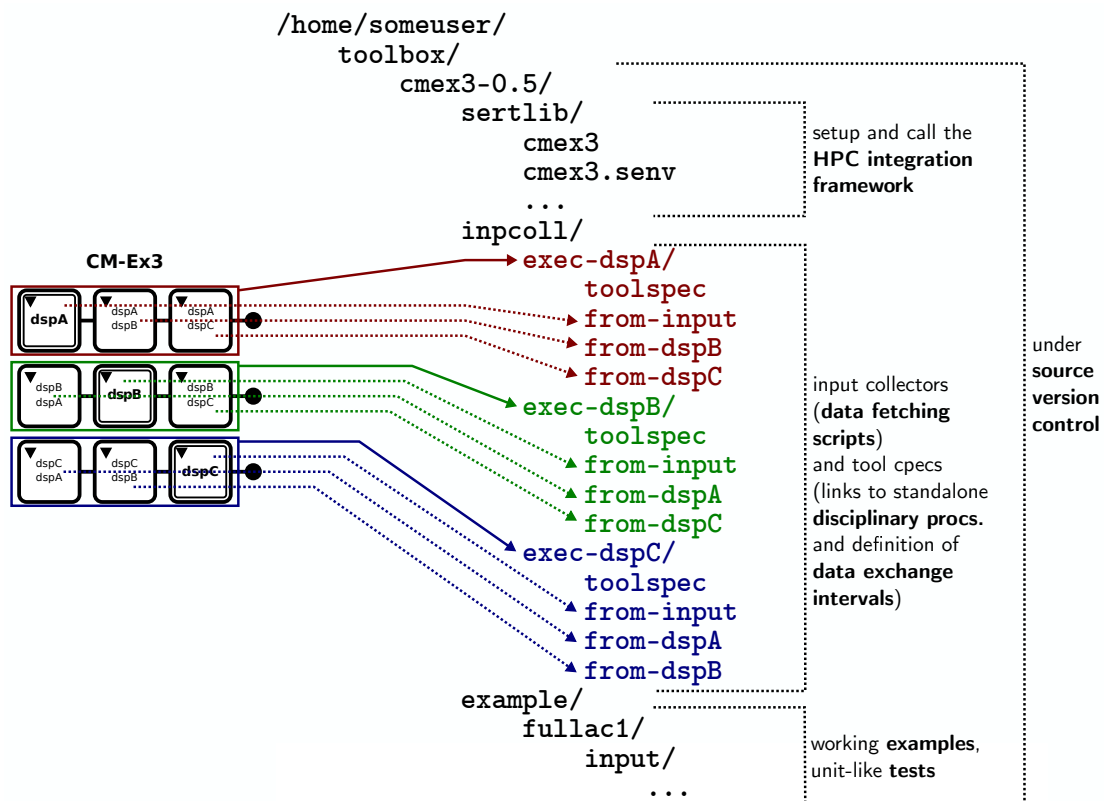 /home/someuser/
toolbox/
cmex3-0.5/
sertlib/
cmex3
cmex3.senv
...
inpcoll/
exec-dspA/
toolspec
from-input
from-dspB
from-dspC
exec-dspB/
toolspec
from-input
from-dspA
from-dspC
exec-dspC/
toolspec
from-input
from-dspA
from-dspB
example/
fullac1/
input/
...
CM-Ex3
dspA
dspA
dspB
dspA
dspC
dspB
dspA
dspB
dspB
dspC
dspC
dspA
dspC
dspB
dspC
setup and call the
HPC integration
framework
input collectors
(data fetching
scripts)
and tool cpecs
(links to standalone
disciplinary procs.
and definition of
data exchange
intervals)
working examples,
unit-like tests
under
source
version
control